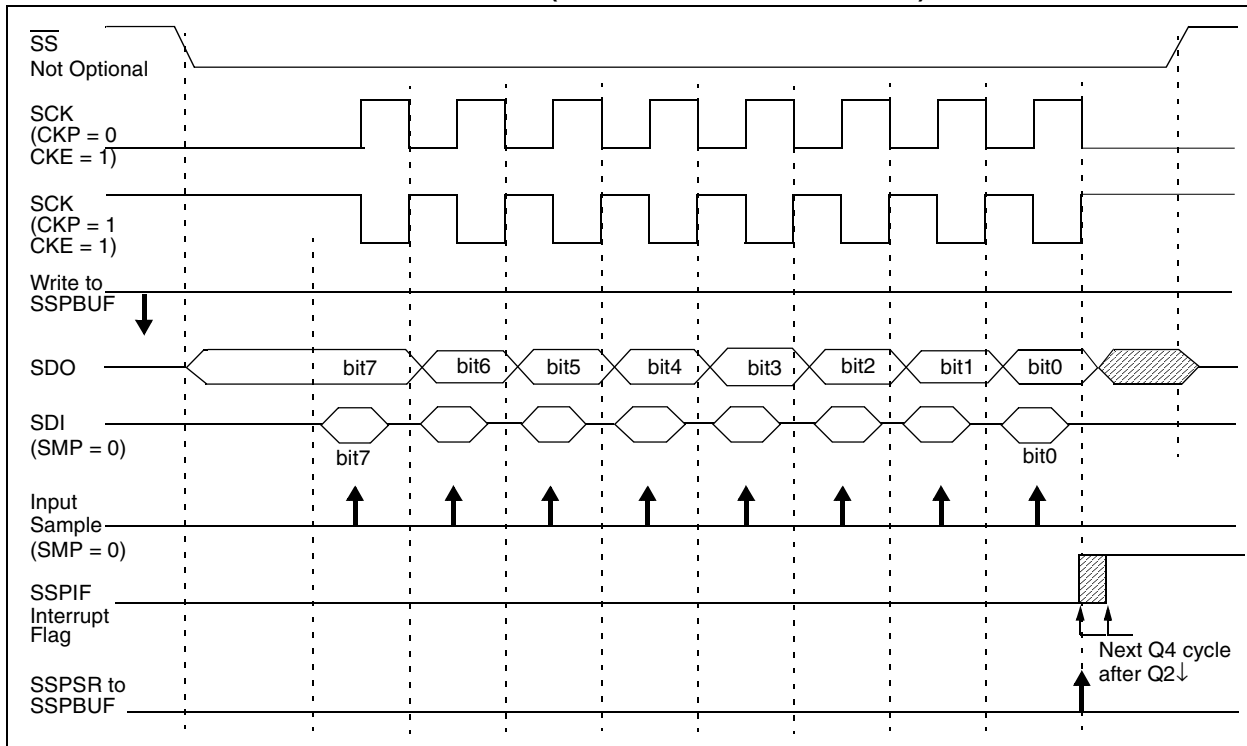 SS
Not Optional
SCK
(CKP = 0
CKE = 1)
SCK
(CKP = 1
CKE = 1)
Write to
SSPBUF
SDO
bit7 bit6 bit5 bit4 bit3 bit2 bit1 bit0
SDI
(SMP = 0)
bit7 bit0
Input
Sample
(SMP = 0)
SSPIF
Interrupt
Flag
Next Q4 cycle
after Q2↓
SSPSR to
SSPBUF